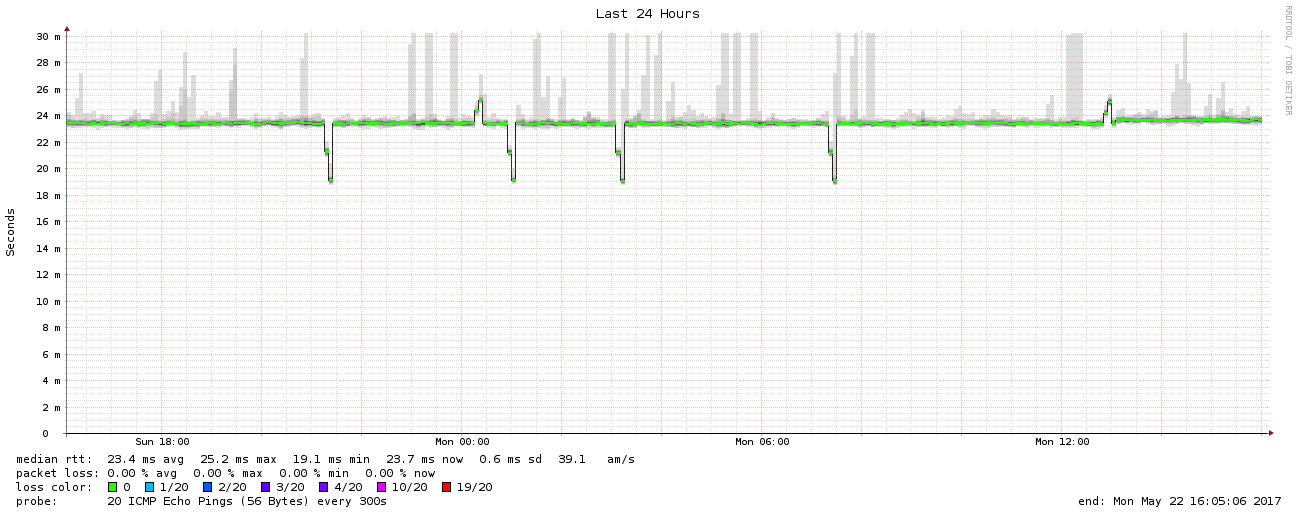 Last 24 Hours
RRDTOOL / TOBI OETIKER
Seconds
30 m
28 m
26 m
24 m
22 m
20 m
18 m
16 m
14 m
12 m
10 m
8 m
6 m
4 m
2 m
0
Sun 18:00 Mon 00:00 Mon 06:00 Mon 12:00
median rtt: 23.4 ms avg 25.2 ms max 19.1 ms min 23.7 ms now 0.6 ms sd 39.1 am/s
packet loss: 0.00 % avg 0.00 % max 0.00 % min 0.00 % now
loss color: 0 1/20 2/20 3/20 4/20 10/20 19/20
probe: 20 ICMP Echo Pings (56 Bytes) every 300s
end: Mon May 22 16:05:06 2017